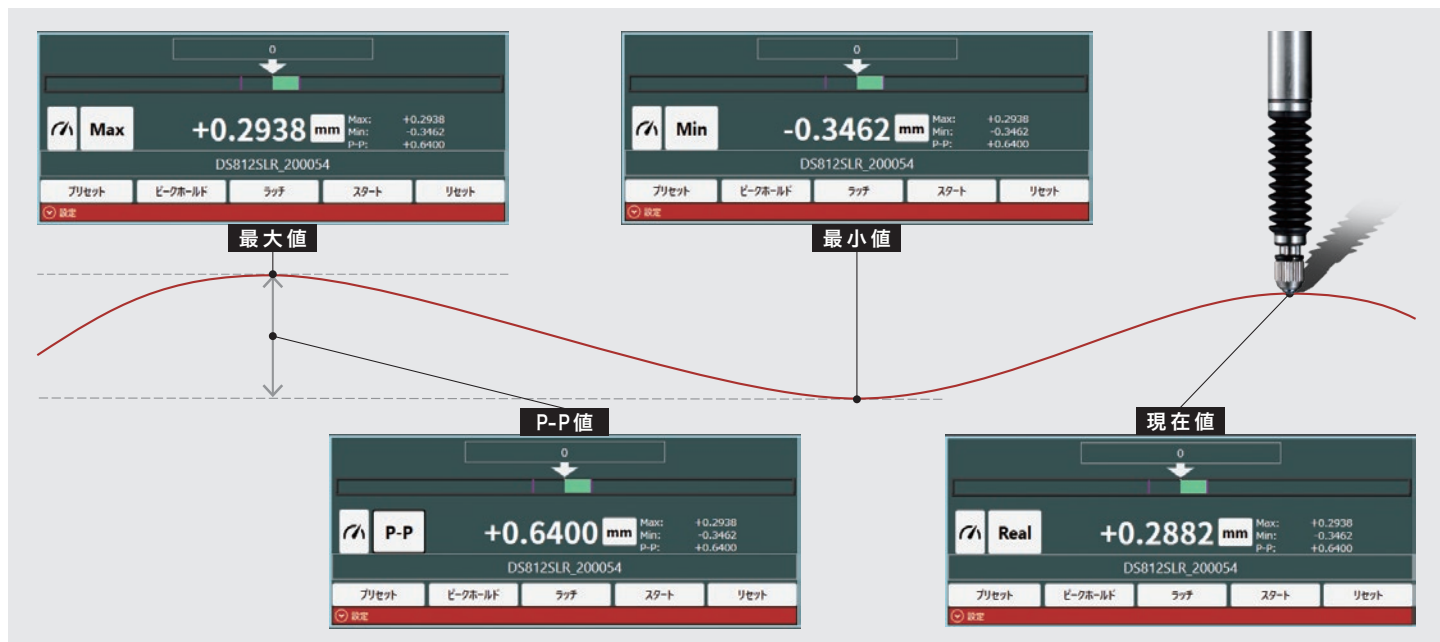 0
Max
+0.2938 mm
Max: +0.2938
Min: -0.3462
P-P: +0.6400
DS812SLR_200054
プリセット ピークホールド ラッチ スタート リセット
設定
最大値
0
Min
-0.3462 mm
Max: +0.2938
Min: -0.3462
P-P: +0.6400
DS812SLR_200054
プリセット ピークホールド ラッチ スタート リセット
設定
最小値
P-P値
0
P-P
+0.6400 mm
Max: +0.2938
Min: -0.3462
P-P: +0.6400
DS812SLR_200054
プリセット ピークホールド ラッチ スタート リセット
設定
現在値
0
Real
+0.2882 mm
Max: +0.2938
Min: -0.3462
P-P: +0.6400
DS812SLR_200054
プリセット ピークホールド ラッチ スタート リセット
設定